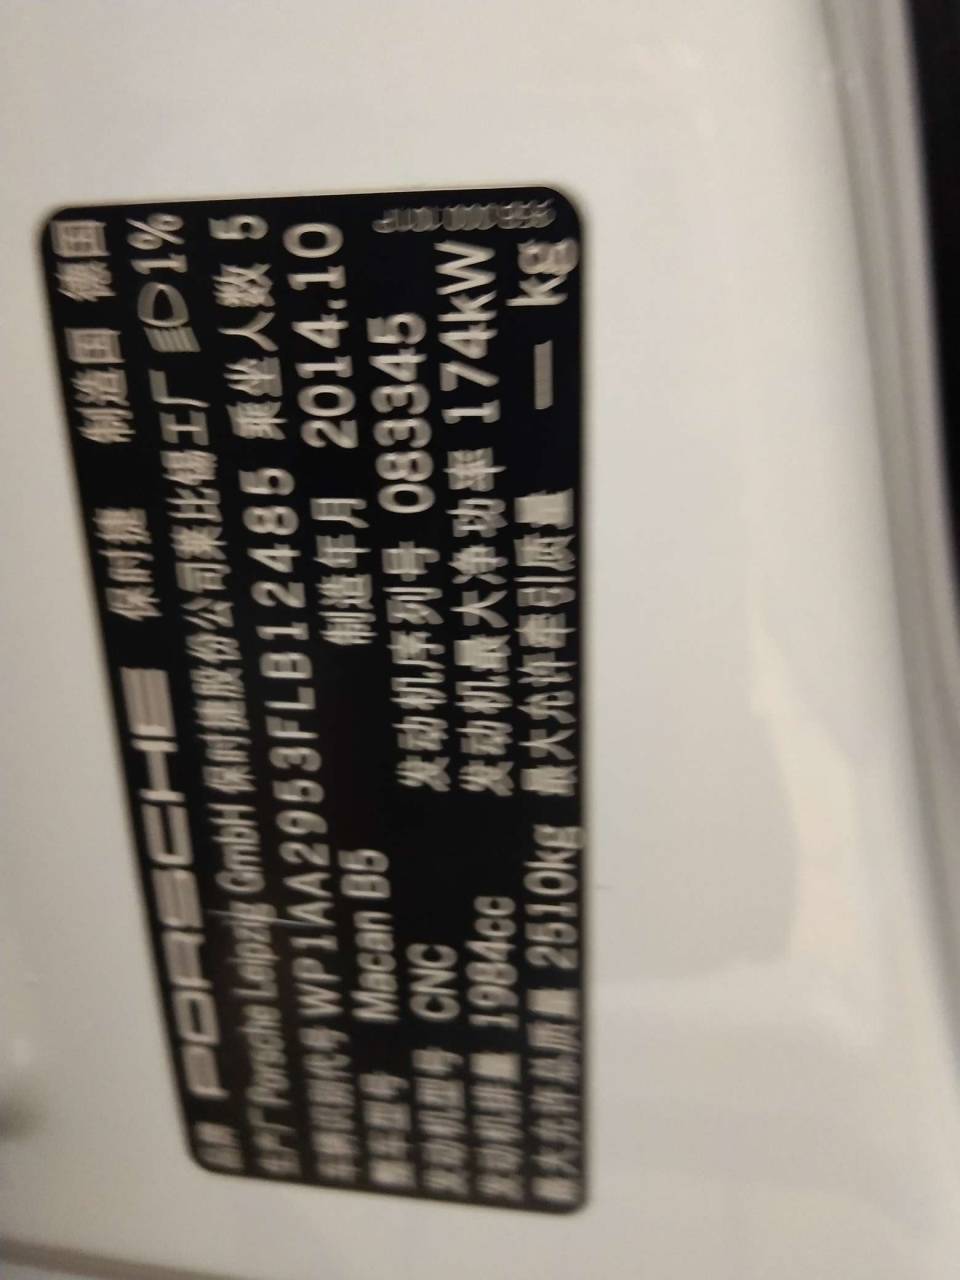 品牌 PORSCHE 保时捷 制造国 德国
生产厂 Porsche Leipzig GmbH 保时捷股份公司莱比锡工厂 1%
车辆识别代号 WP1AA2953FLB12485 乘坐人数 5
整车型号 Macan B5 制造年月 2014.10
发动机型号 CNC 发动机序列号 083345
发动机排量 1984cc 发动机最大净功率 174kW
最大允许总质量 2510kg 最大允许牵引质量 — kg